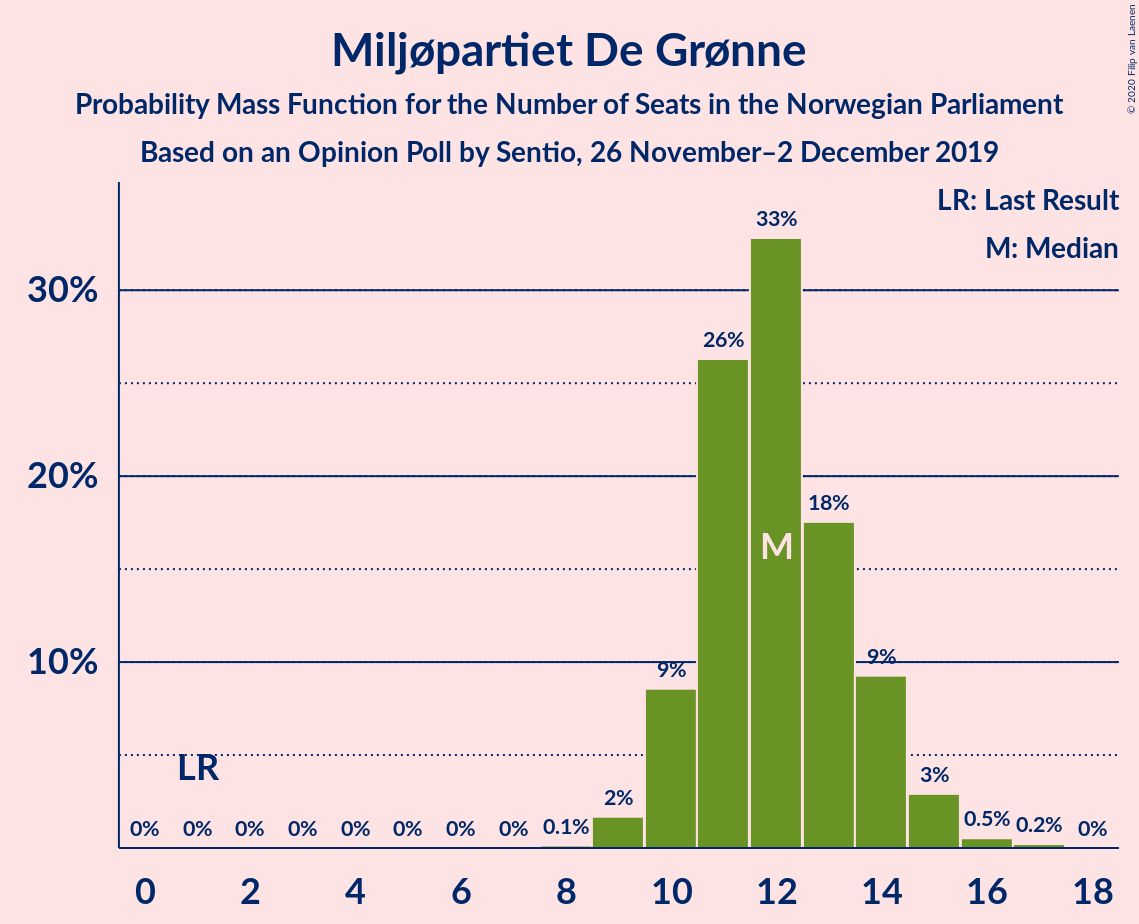 Miljøpartiet De Grønne
Probability Mass Function for the Number of Seats in the Norwegian Parliament
Based on an Opinion Poll by Sentio, 26 November–2 December 2019
© 2020 Filip van Laenen
LR: Last Result
M: Median
30%
20%
10%
33%
26%
18%
9%
9%
3%
2%
0.5%
0.2%
0.1%
0%
0%
0%
0%
0%
0%
0%
0%
0%
LR
M
0 2 4 6 8 10 12 14 16 18